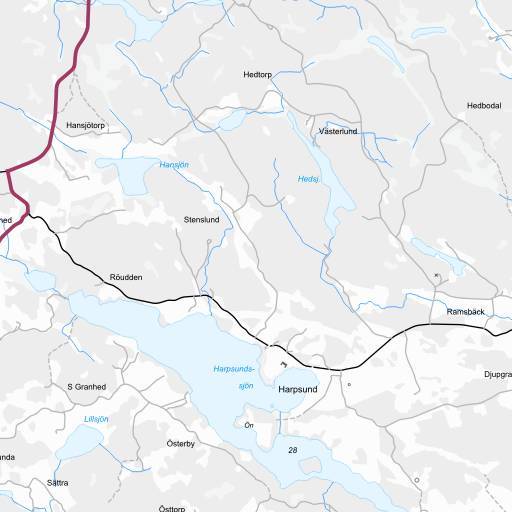 Hedtorp
Hedbodal
Hansjötorp
Västerlund
Hansjön
Hedsj.
Stenslund
Röudden
Ramsbäck
Harpsunds-
sjön
Djupgra
S Granhed
Harpsund
Lillsjön
Ön
Österby
28
Sättra
Östtorp